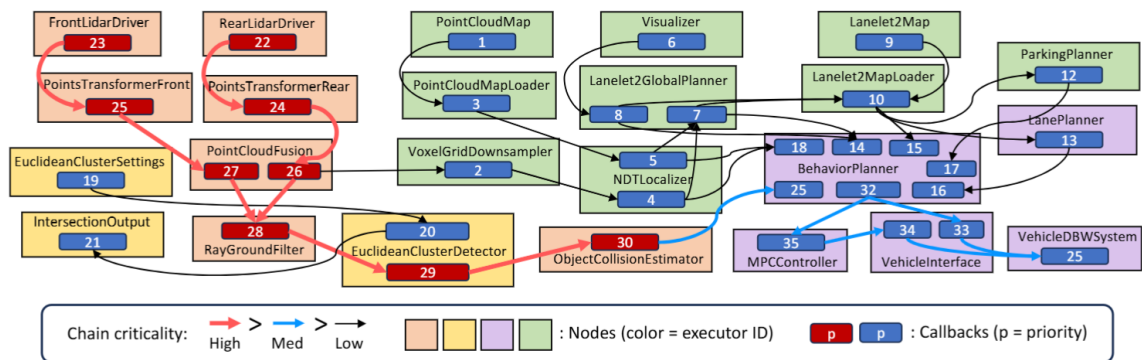 FrontLidarDriver
23
RearLidarDriver
22
PointCloudMap
1
Visualizer
6
Lanelet2Map
9
PointsTransformerFront
25
PointsTransformerRear
24
PointCloudMapLoader
3
Lanelet2GlobalPlanner
8
7
Lanelet2MapLoader
10
ParkingPlanner
12
LanePlanner
13
EuclideanClusterSettings
19
PointCloudFusion
27
26
VoxelGridDownsampler
2
5
NDTLocalizer
4
18
14
15
BehaviorPlanner
17
25
32
16
IntersectionOutput
21
28
RayGroundFilter
20
EuclideanClusterDetector
29
30
ObjectCollisionEstimator
35
MPCController
34
33
VehicleInterface
VehicleDBWSystem
25
Chain criticality:
> > 
High Med Low
: Nodes (color = executor ID)
p p : Callbacks (p = priority)